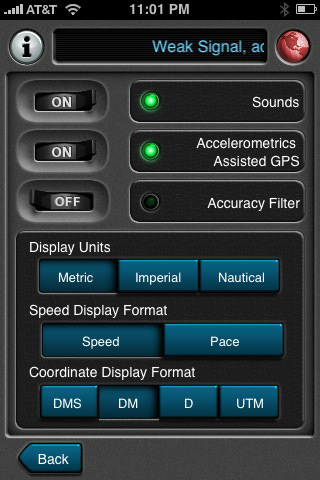 AT&T 11:01 PM
i Weak Signal, ac
ON Sounds
ON Accelerometrics
Assisted GPS
OFF Accuracy Filter
Display Units
Metric Imperial Nautical
Speed Display Format
Speed Pace
Coordinate Display Format
DMS DM D UTM
Back